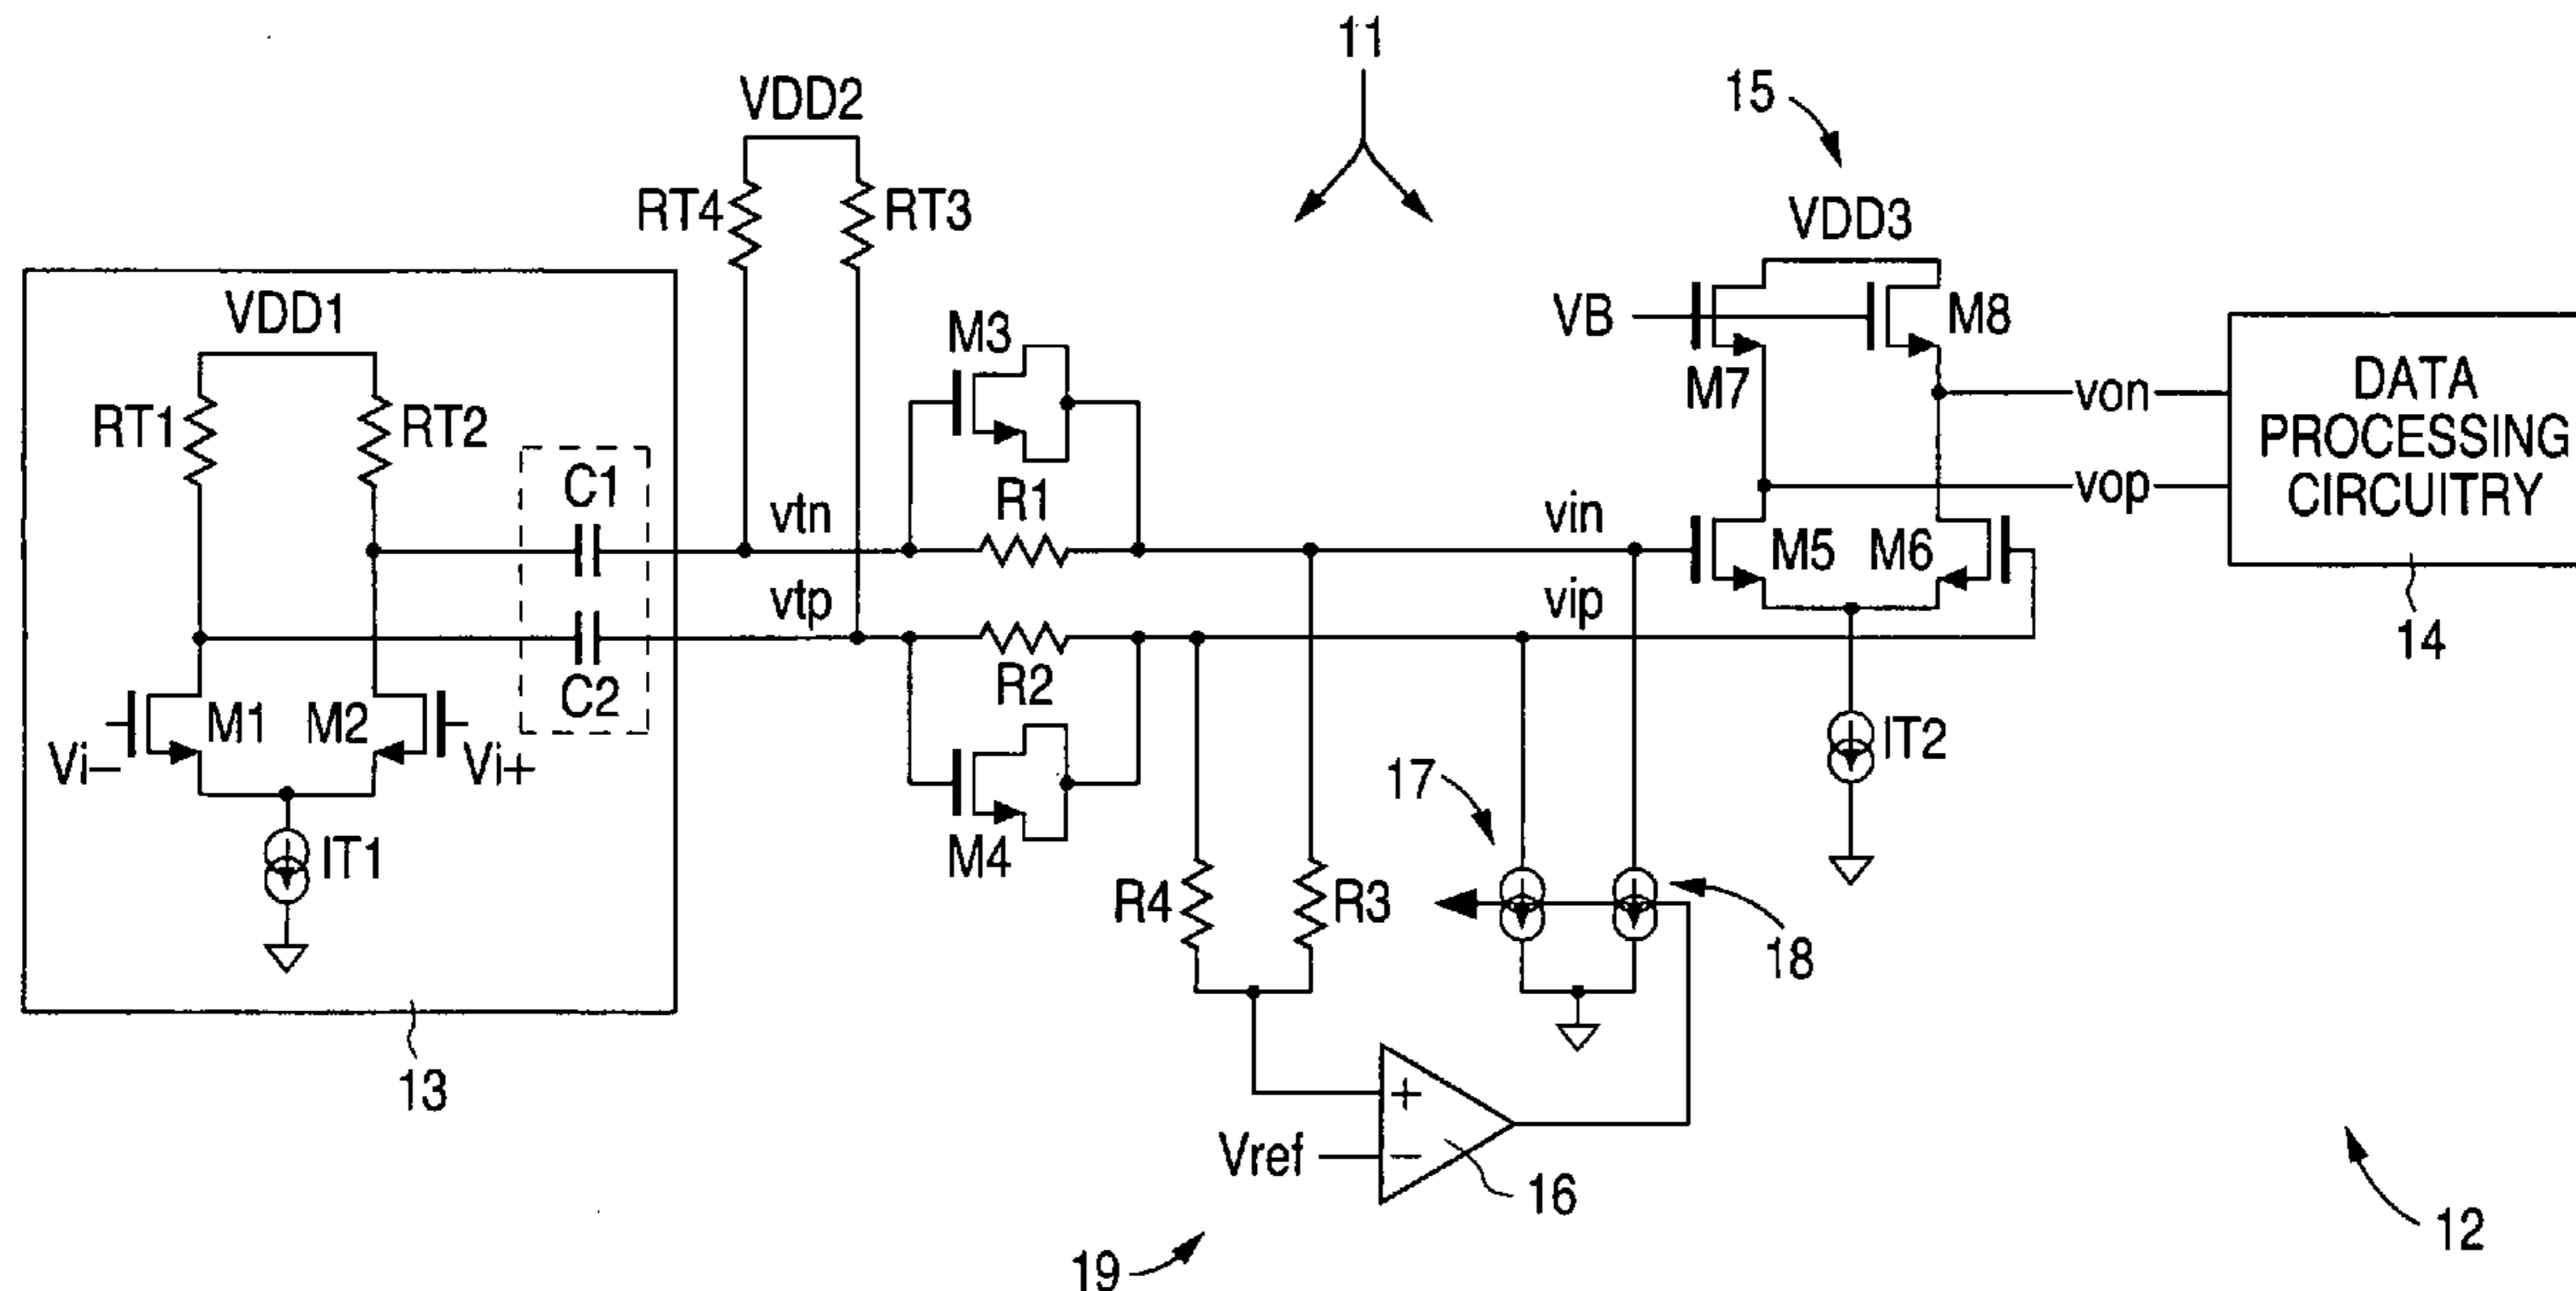 11
15
VDD2
RT4
RT3
VDD3
VDD1
VB
M8
M3
M7
DATA
PROCESSING
CIRCUITRY
von
vop
RT1
RT2
C1
vtn
R1
vin
M5
M6
vtp
vip
14
C2
R2
M1
M2
Vi–
Vi+
IT2
17
M4
IT1
R4
R3
18
13
+
Vref
–
16
19
12